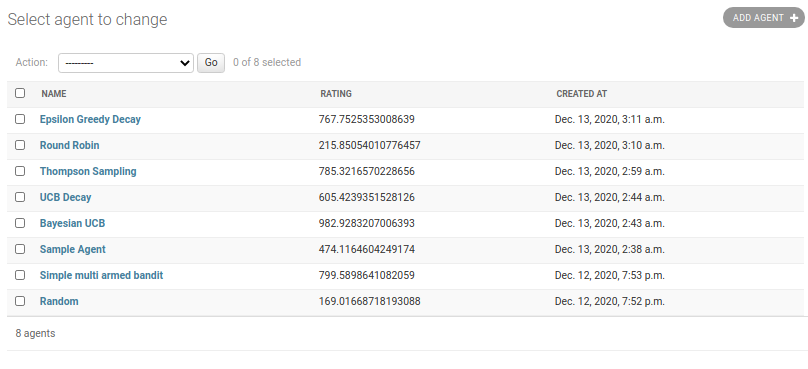 Select agent to change
ADD AGENT +
Action: --------- Go 0 of 8 selected
NAME RATING CREATED AT
Epsilon Greedy Decay 767.7525353008639 Dec. 13, 2020, 3:11 a.m.
Round Robin 215.85054010776457 Dec. 13, 2020, 3:10 a.m.
Thompson Sampling 785.3216570228656 Dec. 13, 2020, 2:59 a.m.
UCB Decay 605.4239351528126 Dec. 13, 2020, 2:44 a.m.
Bayesian UCB 982.9283207006393 Dec. 13, 2020, 2:43 a.m.
Sample Agent 474.1164604249174 Dec. 13, 2020, 2:38 a.m.
Simple multi armed bandit 799.5898641082059 Dec. 12, 2020, 7:53 p.m.
Random 169.01668718193088 Dec. 12, 2020, 7:52 p.m.
8 agents